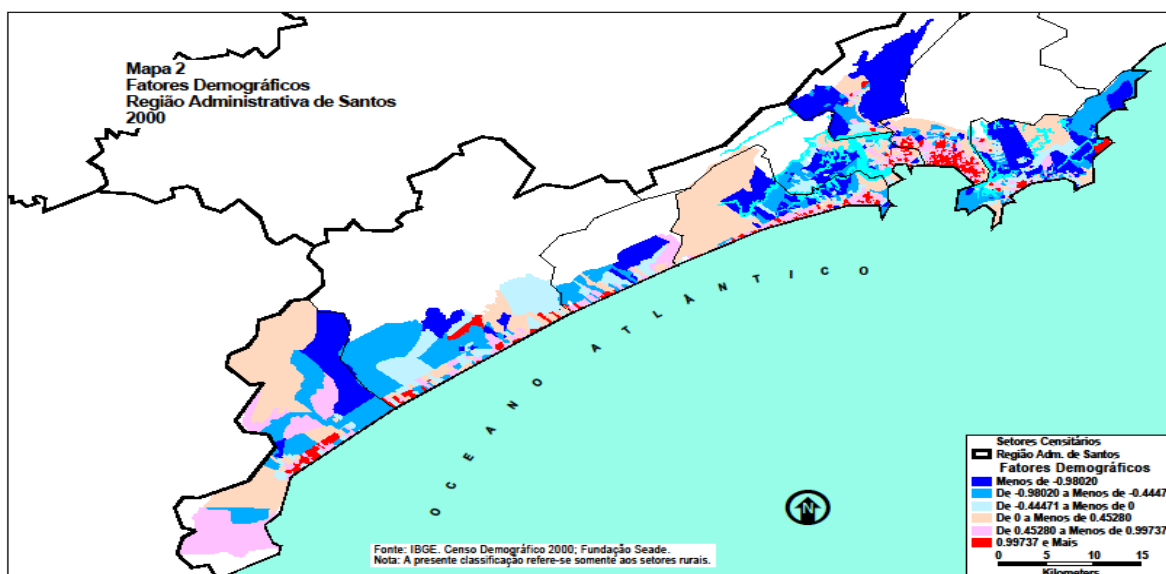 Mapa 2
Fatores Demográficos
Região Administrativa de Santos
2000
OCEANO ATLÂNTICO
N
Setores Censitários
Região Adm. de Santos
Fatores Demográficos
Menos de -0.98020
De -0.98020 a Menos de -0.4447
De -0.44471 a Menos de 0
De 0 a Menos de 0.45280
De 0.45280 a Menos de 0.99737
0.99737 e Mais
0 5 10 15
Kilometers
Fonte: IBGE. Censo Demográfico 2000; Fundação Seade.
Nota: A presente classificação refere-se somente aos setores rurais.